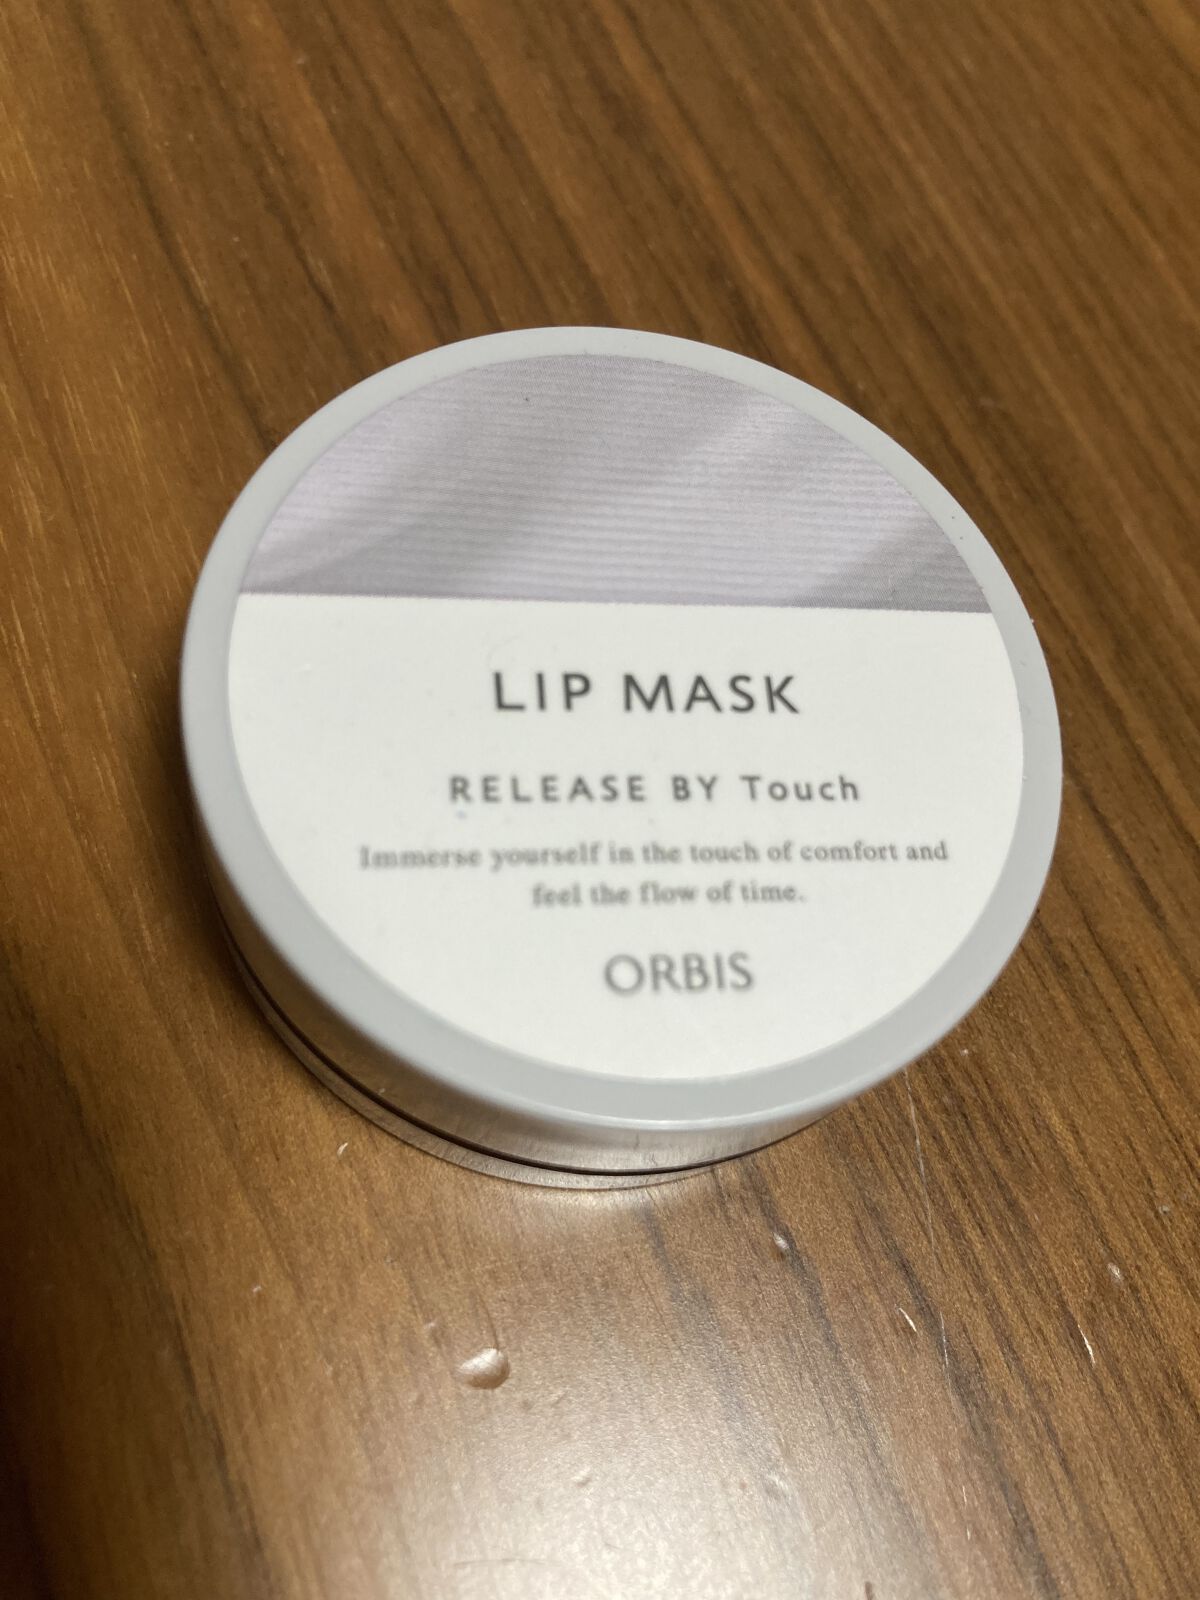 LIP MASK
RELEASE BY Touch
Immerse yourself in the touch of comfort and
feel the flow of time.
ORBIS